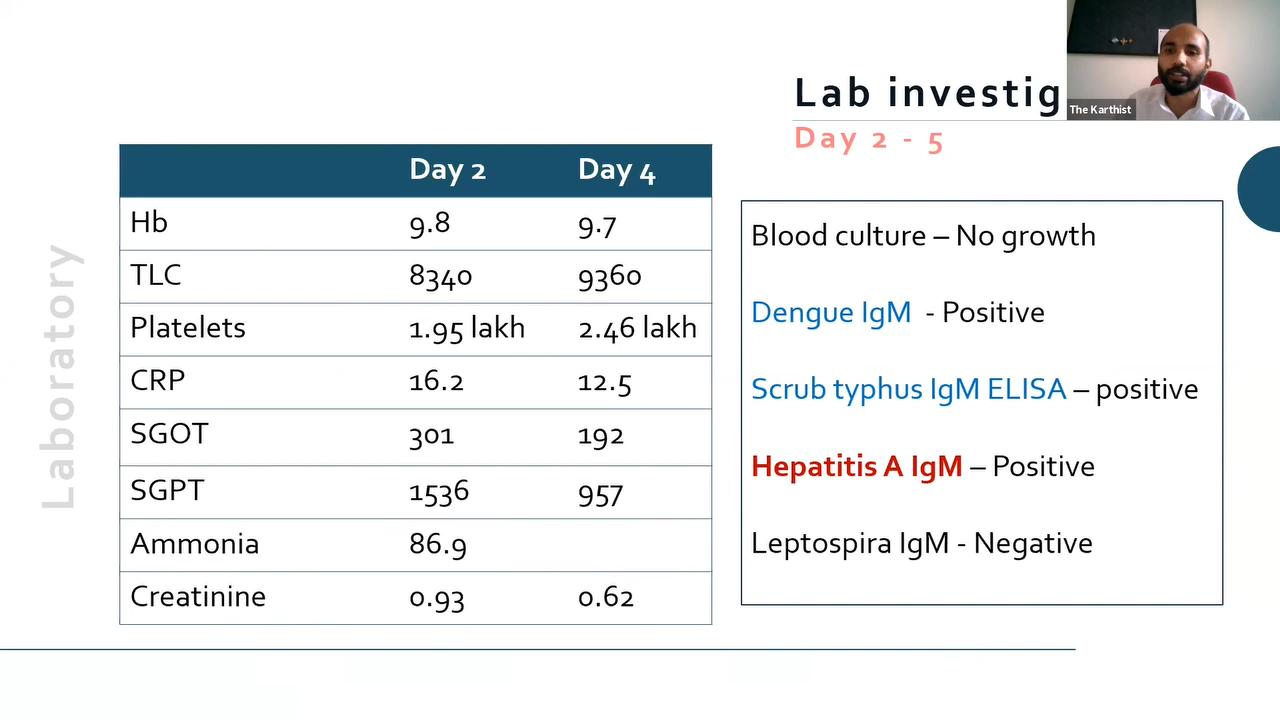 Lab investig
The Karthist
Day 2 - 5
Laboratory
Day 2 Day 4
Hb 9.8 9.7
TLC 8340 9360
Platelets 1.95 lakh 2.46 lakh
CRP 16.2 12.5
SGOT 301 192
SGPT 1536 957
Ammonia 86.9
Creatinine 0.93 0.62
Blood culture – No growth
Dengue IgM - Positive
Scrub typhus IgM ELISA – positive
Hepatitis A IgM – Positive
Leptospira IgM - Negative